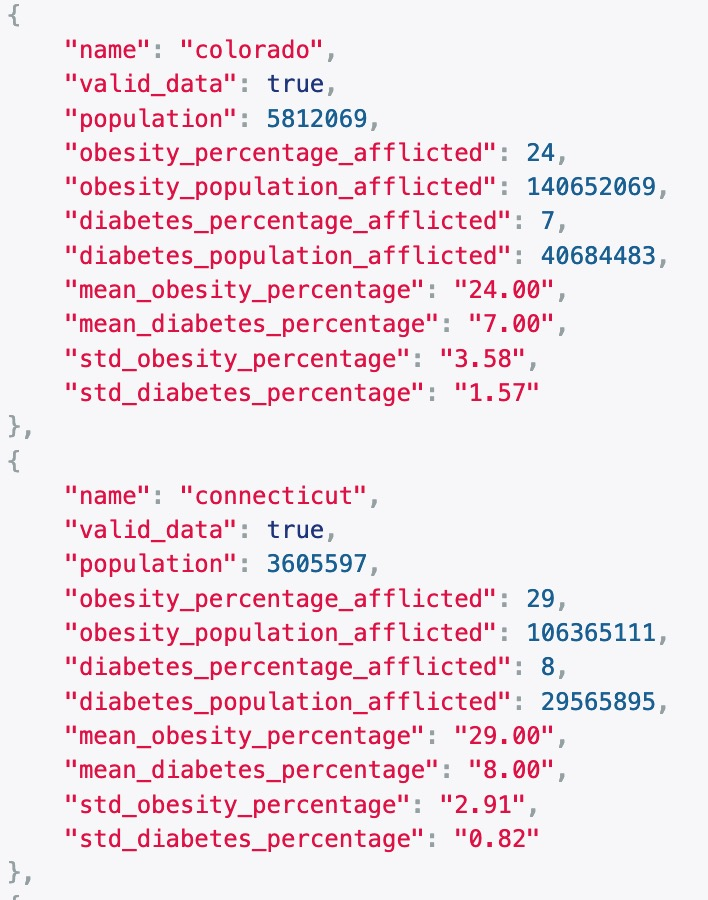 {
    "name": "colorado",
    "valid_data": true,
    "population": 5812069,
    "obesity_percentage_afflicted": 24,
    "obesity_population_afflicted": 140652069,
    "diabetes_percentage_afflicted": 7,
    "diabetes_population_afflicted": 40684483,
    "mean_obesity_percentage": "24.00",
    "mean_diabetes_percentage": "7.00",
    "std_obesity_percentage": "3.58",
    "std_diabetes_percentage": "1.57"
},
{
    "name": "connecticut",
    "valid_data": true,
    "population": 3605597,
    "obesity_percentage_afflicted": 29,
    "obesity_population_afflicted": 106365111,
    "diabetes_percentage_afflicted": 8,
    "diabetes_population_afflicted": 29565895,
    "mean_obesity_percentage": "29.00",
    "mean_diabetes_percentage": "8.00",
    "std_obesity_percentage": "2.91",
    "std_diabetes_percentage": "0.82"
},